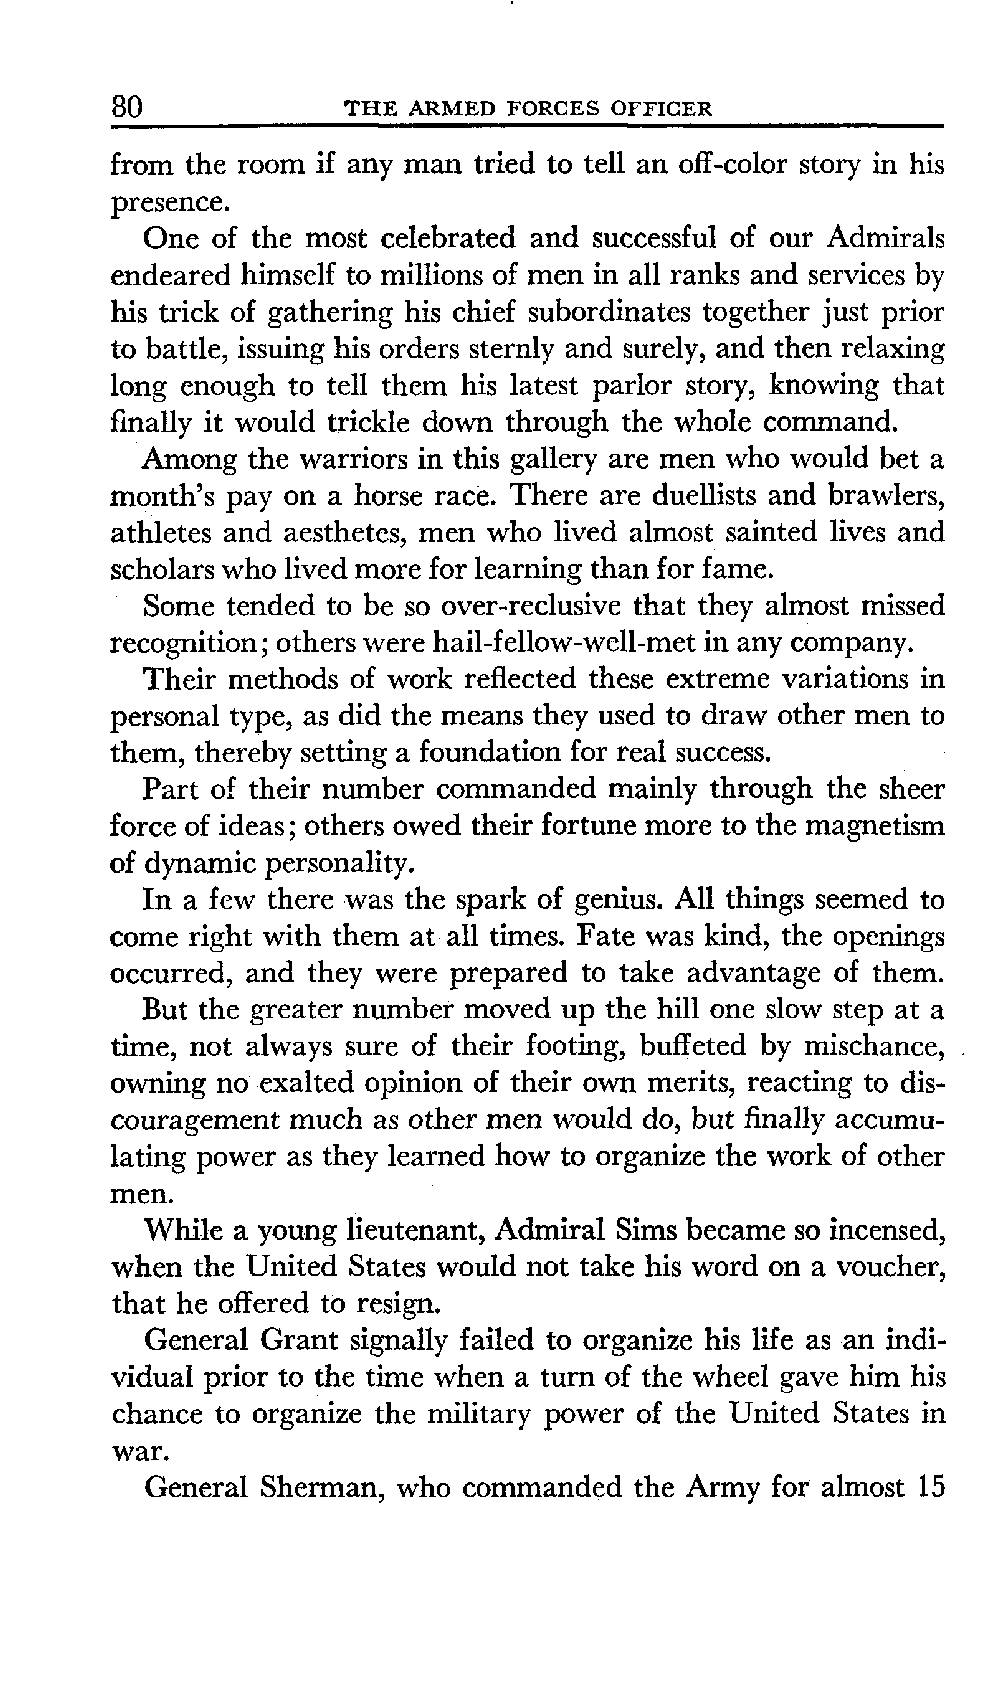 80 THE ARMED FORCES OFFICER
from the room if any man tried to tell an off-color story in his
presence.
One of the most celebrated and successful of our Admirals
endeared himself to millions of men in all ranks and services by
his trick of gathering his chief subordinates together just prior
to battle, issuing his orders sternly and surely, and then relaxing
long enough to tell them his latest parlor story, knowing that
finally it would trickle down through the whole command.
Among the warriors in this gallery are men who would bet a
month's pay on a horse race. There are duellists and brawlers,
athletes and aesthetes, men who lived almost sainted lives and
scholars who lived more for learning than for fame.
Some tended to be so over-reclusive that they almost missed
recognition; others were hail-fellow-well-met in any company.
Their methods of work reflected these extreme variations in
personal type, as did the means they used to draw other men to
them, thereby setting a foundation for real success.
Part of their number commanded mainly through the sheer
force of ideas; others owed their fortune more to the magnetism
of dynamic personality.
In a few there was the spark of genius. All things seemed to
come right with them at all times. Fate was kind, the openings
occurred, and they were prepared to take advantage of them.
But the greater number moved up the hill one slow step at a
time, not always sure of their footing, buffeted by mischance,
owning no exalted opinion of their own merits, reacting to dis-
couragement much as other men would do, but finally accumu-
lating power as they learned how to organize the work of other
men.
While a young lieutenant, Admiral Sims became so incensed,
when the United States would not take his word on a voucher,
that he offered to resign.
General Grant signally failed to organize his life as an indi-
vidual prior to the time when a turn of the wheel gave him his
chance to organize the military power of the United States in
war.
General Sherman, who commanded the Army for almost 15